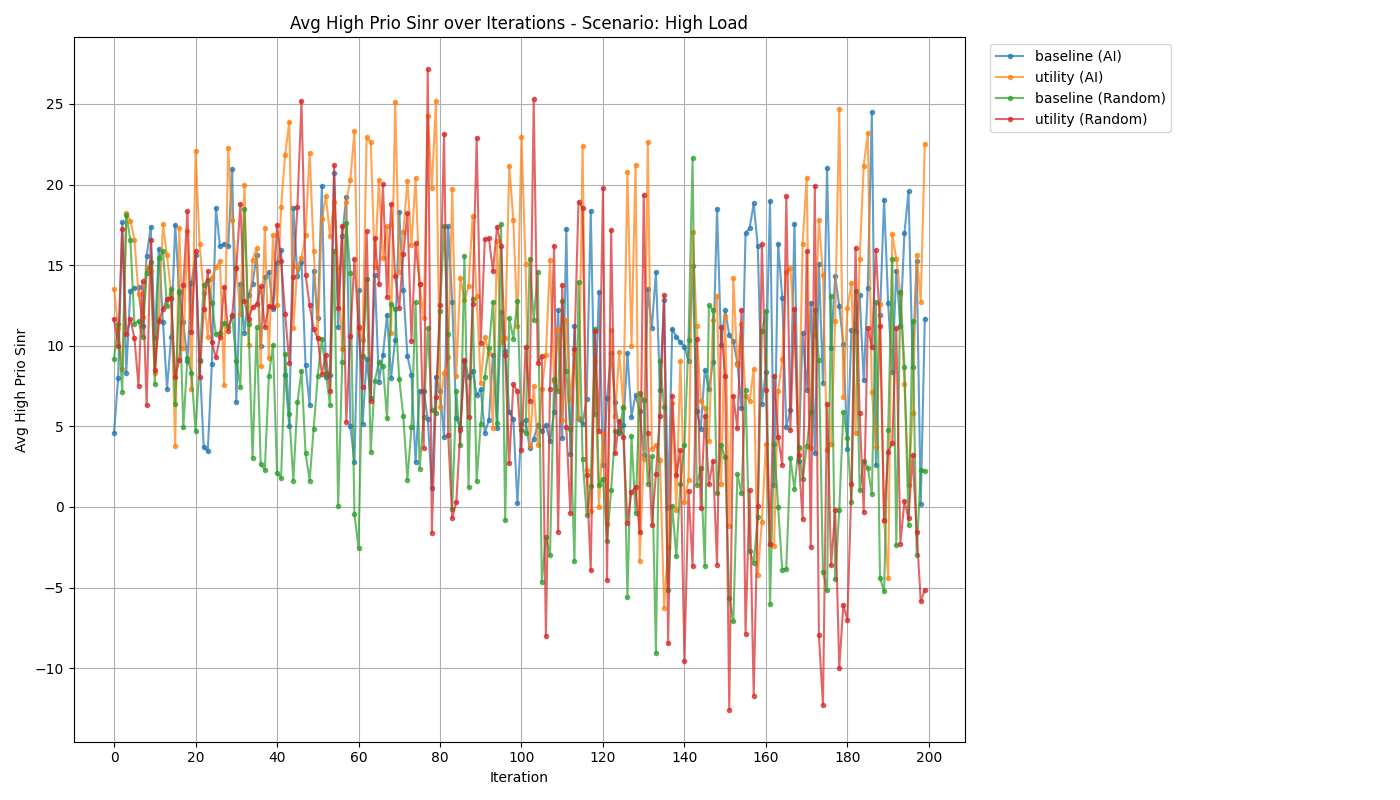 Avg High Prio Sinr over Iterations - Scenario: High Load
baseline (AI)
utility (AI)
baseline (Random)
utility (Random)
Avg High Prio Sinr
25
20
15
10
5
0
−5
−10
0 20 40 60 80 100 120 140 160 180 200
Iteration